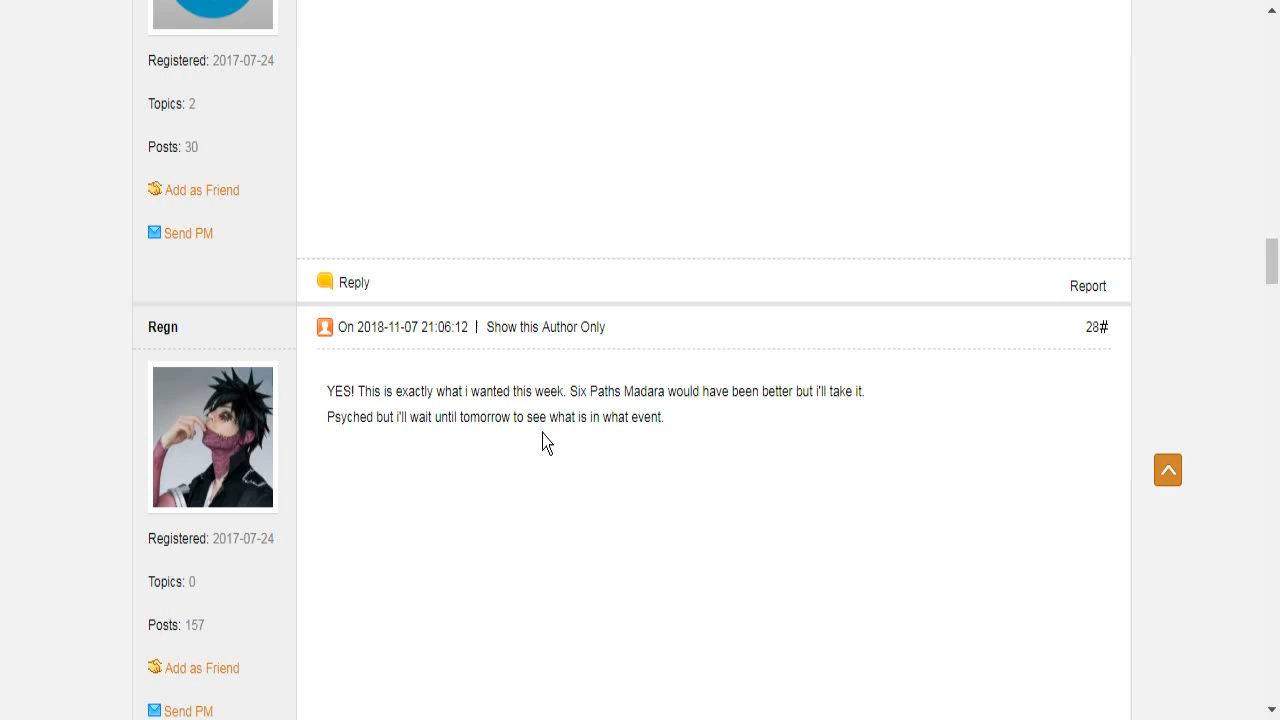 Registered: 2017-07-24
Topics: 2
Posts: 30
Add as Friend
Send PM
Reply
Report
Regn
On 2018-11-07 21:06:12 | Show this Author Only
28#
YES! This is exactly what i wanted this week. Six Paths Madara would have been better but i'll take it.
Psyched but i'll wait until tomorrow to see what is in what event.
Registered: 2017-07-24
Topics: 0
Posts: 157
Add as Friend
Send PM